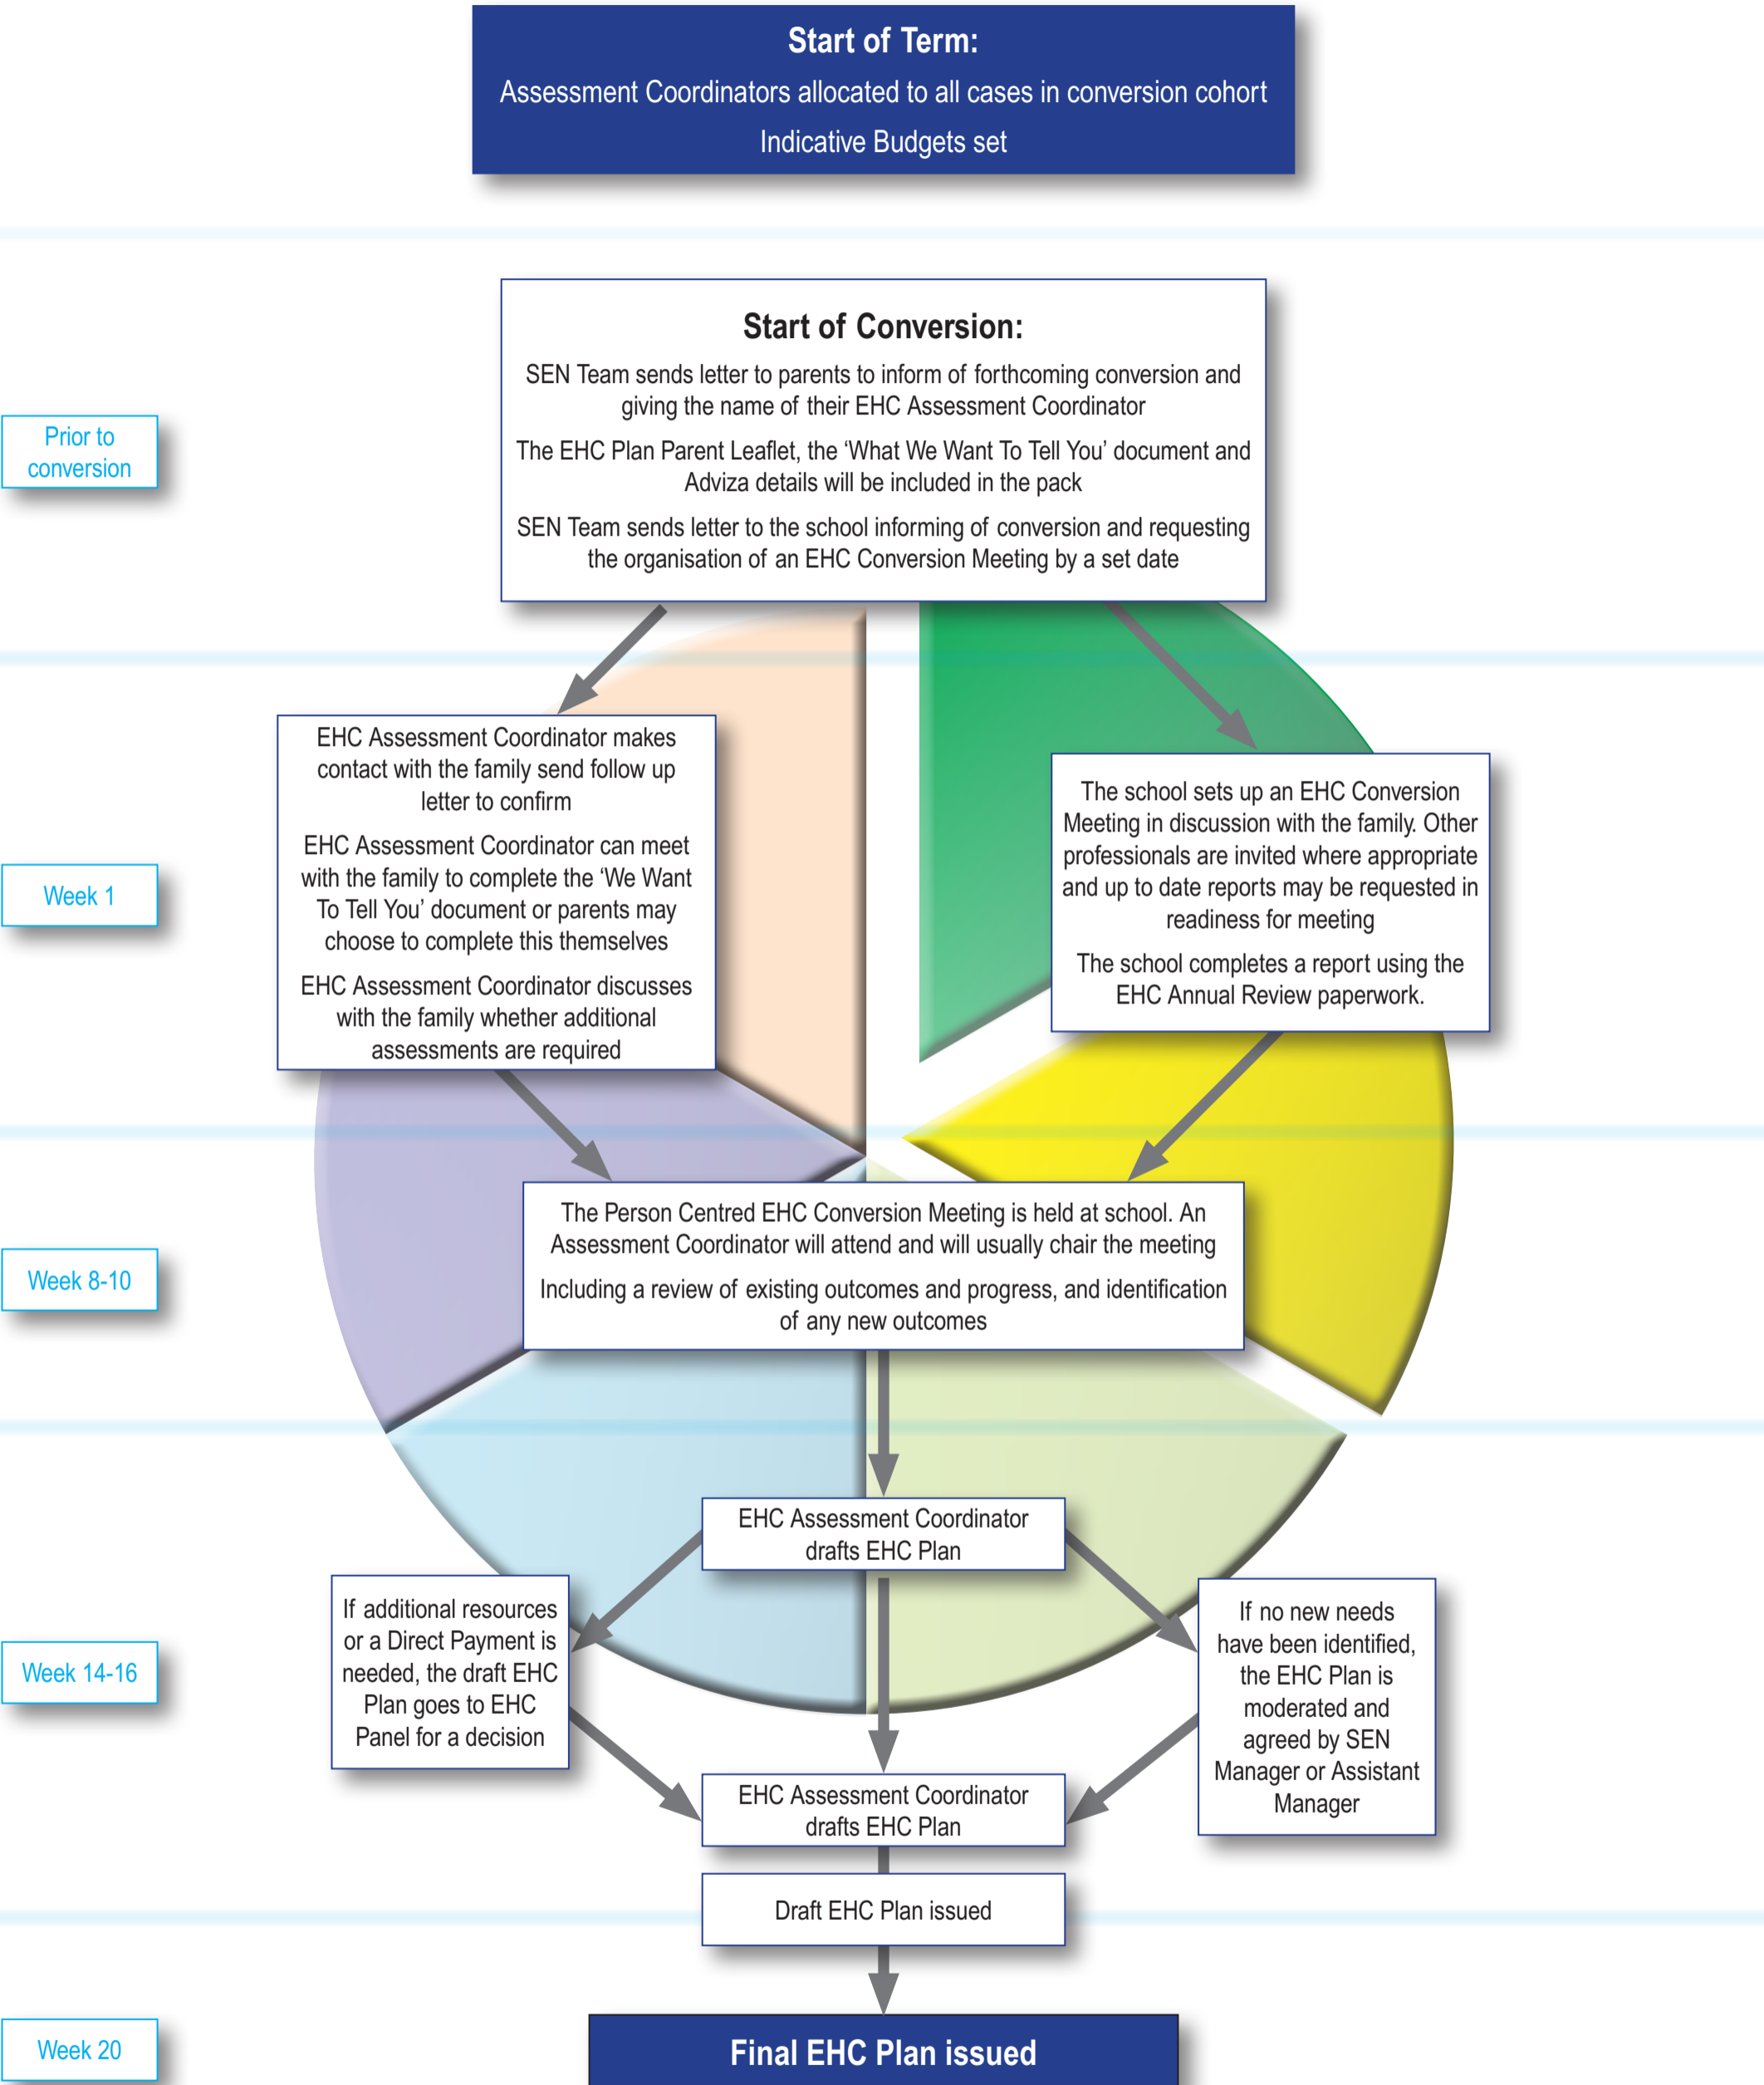 Start of Term:
Assessment Coordinators allocated to all cases in conversion cohort
Indicative Budgets set
Prior to
conversion
Start of Conversion:
SEN Team sends letter to parents to inform of forthcoming conversion and
giving the name of their EHC Assessment Coordinator
The EHC Plan Parent Leaflet, the ‘What We Want To Tell You’ document and
Adviza details will be included in the pack
SEN Team sends letter to the school informing of conversion and requesting
the organisation of an EHC Conversion Meeting by a set date
Week 1
EHC Assessment Coordinator makes
contact with the family send follow up
letter to confirm
EHC Assessment Coordinator can meet
with the family to complete the ‘We Want
To Tell You’ document or parents may
choose to complete this themselves
EHC Assessment Coordinator discusses
with the family whether additional
assessments are required
The school sets up an EHC Conversion
Meeting in discussion with the family. Other
professionals are invited where appropriate
and up to date reports may be requested in
readiness for meeting
The school completes a report using the
EHC Annual Review paperwork.
Week 8-10
The Person Centred EHC Conversion Meeting is held at school. An
Assessment Coordinator will attend and will usually chair the meeting
Including a review of existing outcomes and progress, and identification
of any new outcomes
Week 14-16
EHC Assessment Coordinator
drafts EHC Plan
If additional resources
or a Direct Payment is
needed, the draft EHC
Plan goes to EHC
Panel for a decision
If no new needs
have been identified,
the EHC Plan is
moderated and
agreed by SEN
Manager or Assistant
Manager
EHC Assessment Coordinator
drafts EHC Plan
Draft EHC Plan issued
Week 20
Final EHC Plan issued